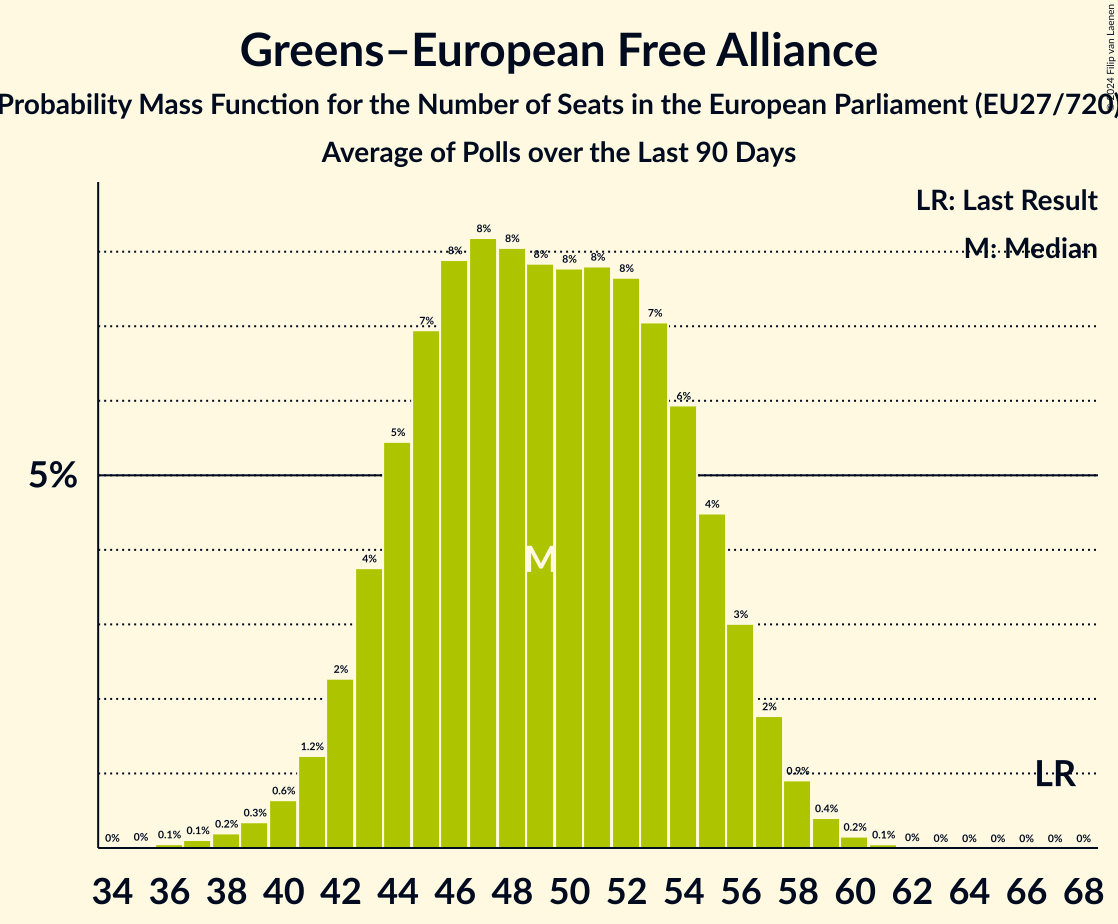 Greens–European Free Alliance
Probability Mass Function for the Number of Seats in the European Parliament (EU27/720)
Average of Polls over the Last 90 Days
© 2024 Filip van Laenen
LR: Last Result
M: Median
5%
0% 0% 0.1% 0.1% 0.2% 0.3% 0.6% 1.2% 2% 4% 5% 7% 8% 8% 8% 8% 8% 8% 8% 7% 6% 4% 3% 2% 0.9% 0.4% 0.2% 0.1% 0% 0% 0% 0% 0% 0% 0%
M
LR
34 36 38 40 42 44 46 48 50 52 54 56 58 60 62 64 66 68